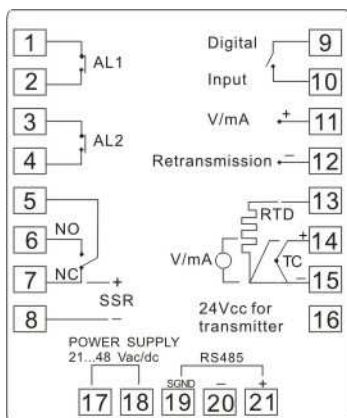 1
2
AL1
3
4
AL2
5
6
NO
7
NC
+
SSR
8
−
Digital
9
Input
10
V/mA
+
11
Retransmission
−
12
13
RTD
+
14
V/mA
TC
−
15
24Vcc for
transmitter
16
POWER SUPPLY
21...48 Vac/dc
RS485
SGND
−
+
17
18
19
20
21